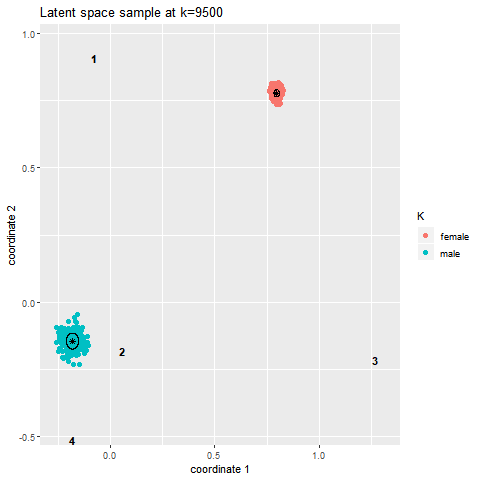 Latent space sample at k=9500
1.0
0.5
0.0
-0.5
coordinate 2
1
2
3
4
0.0 0.5 1.0
coordinate 1
K
female
male